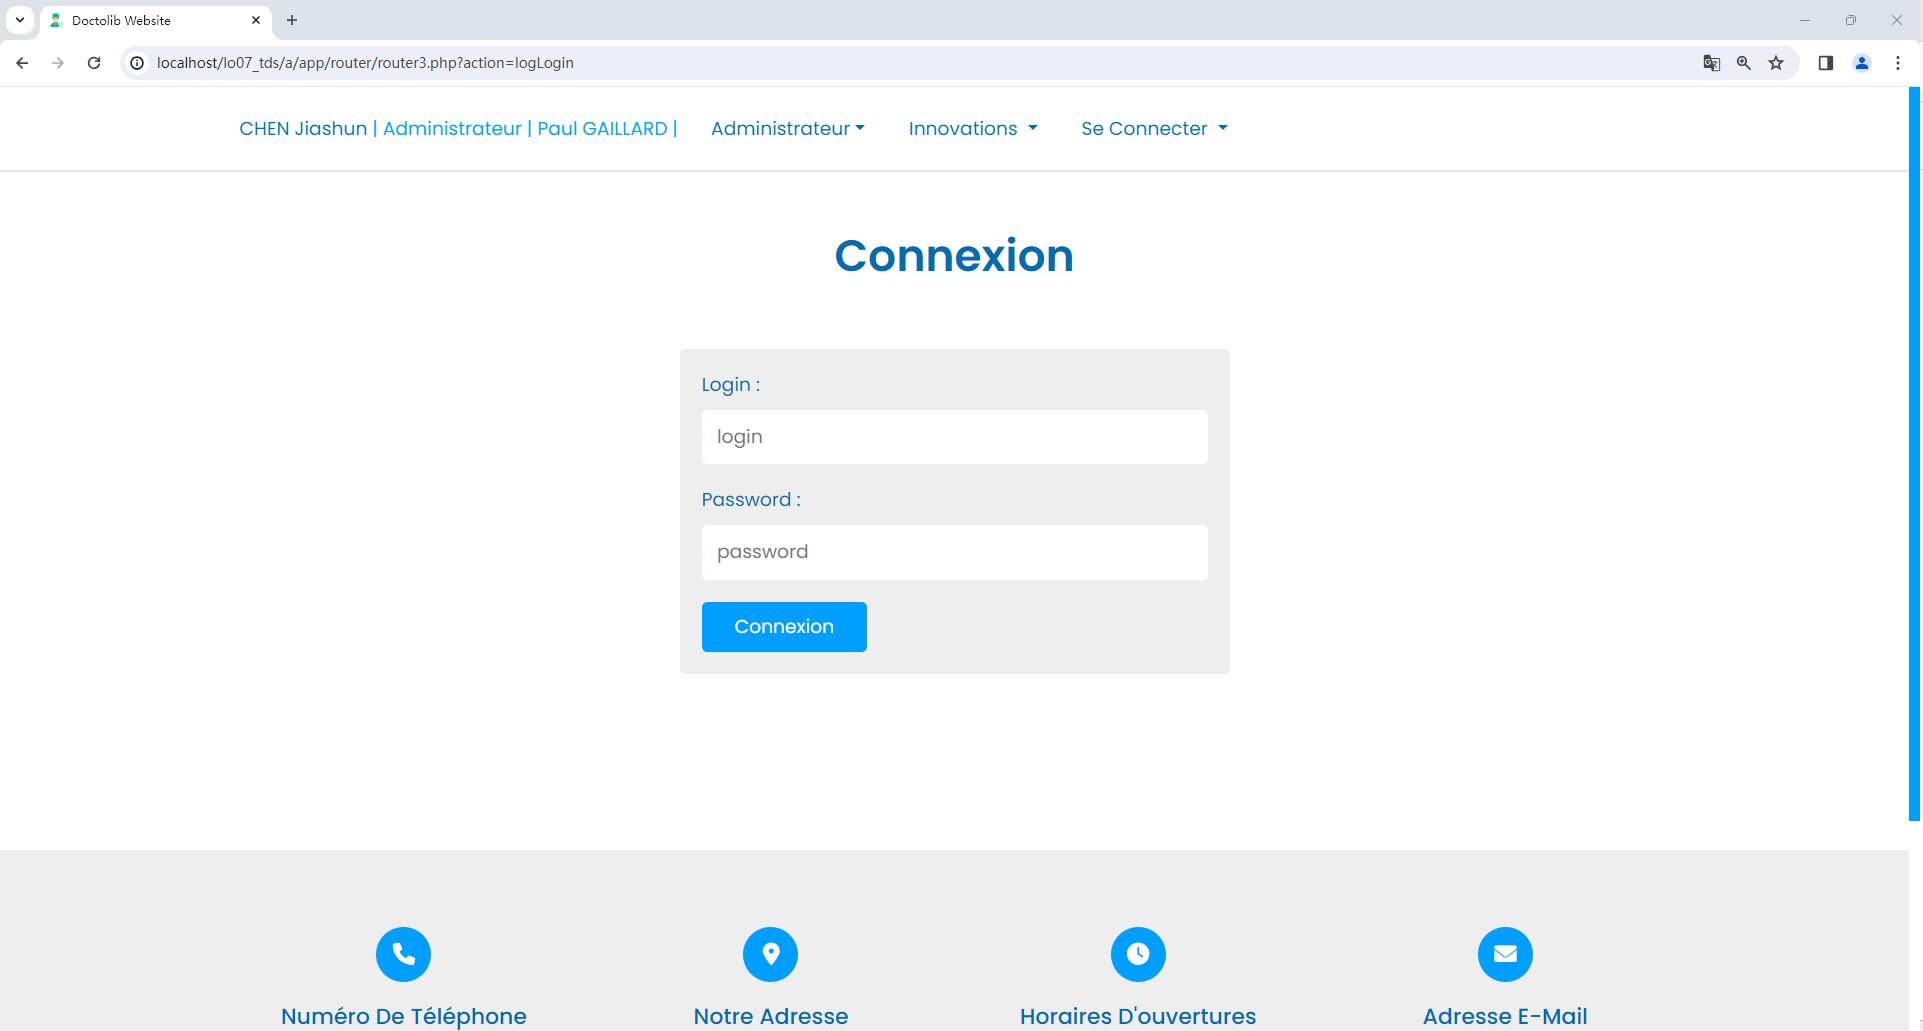 Doctolib Website
localhost/lo07_tds/a/app/router/router3.php?action=logLogin
CHEN Jiashun | Administrateur | Paul GAILLARD | Administrateur Innovations Se Connecter
Connexion
Login :
login
Password :
password
Connexion
Numéro De Téléphone Notre Adresse Horaires D'ouvertures Adresse E-Mail